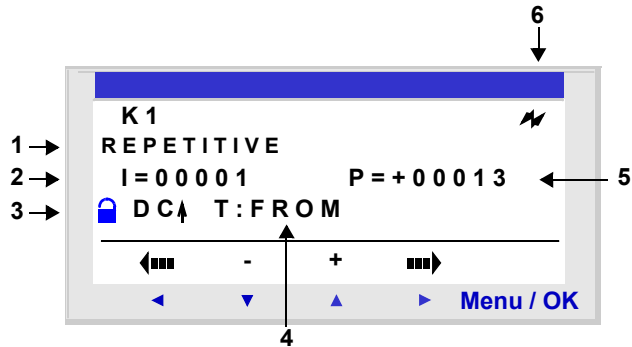 6
K1
1 REPETITIVE
2 I=00001 P=+00013 5
3 DC T:FROM
- +
Menu / OK
4